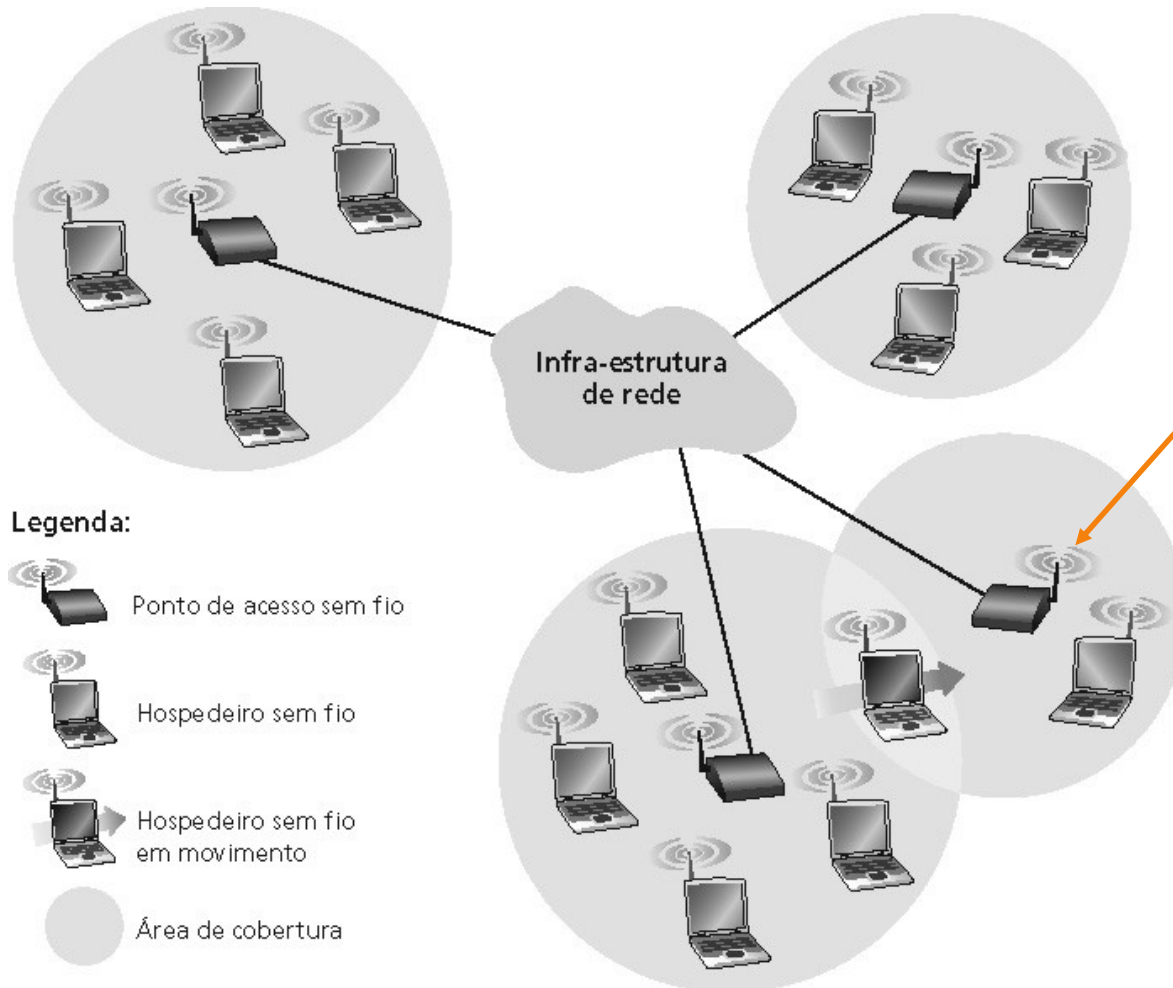 Infra-estrutura
de rede
Legenda:
Ponto de acesso sem fio
Hospedeiro sem fio
Hospedeiro sem fio
em movimento
Área de cobertura